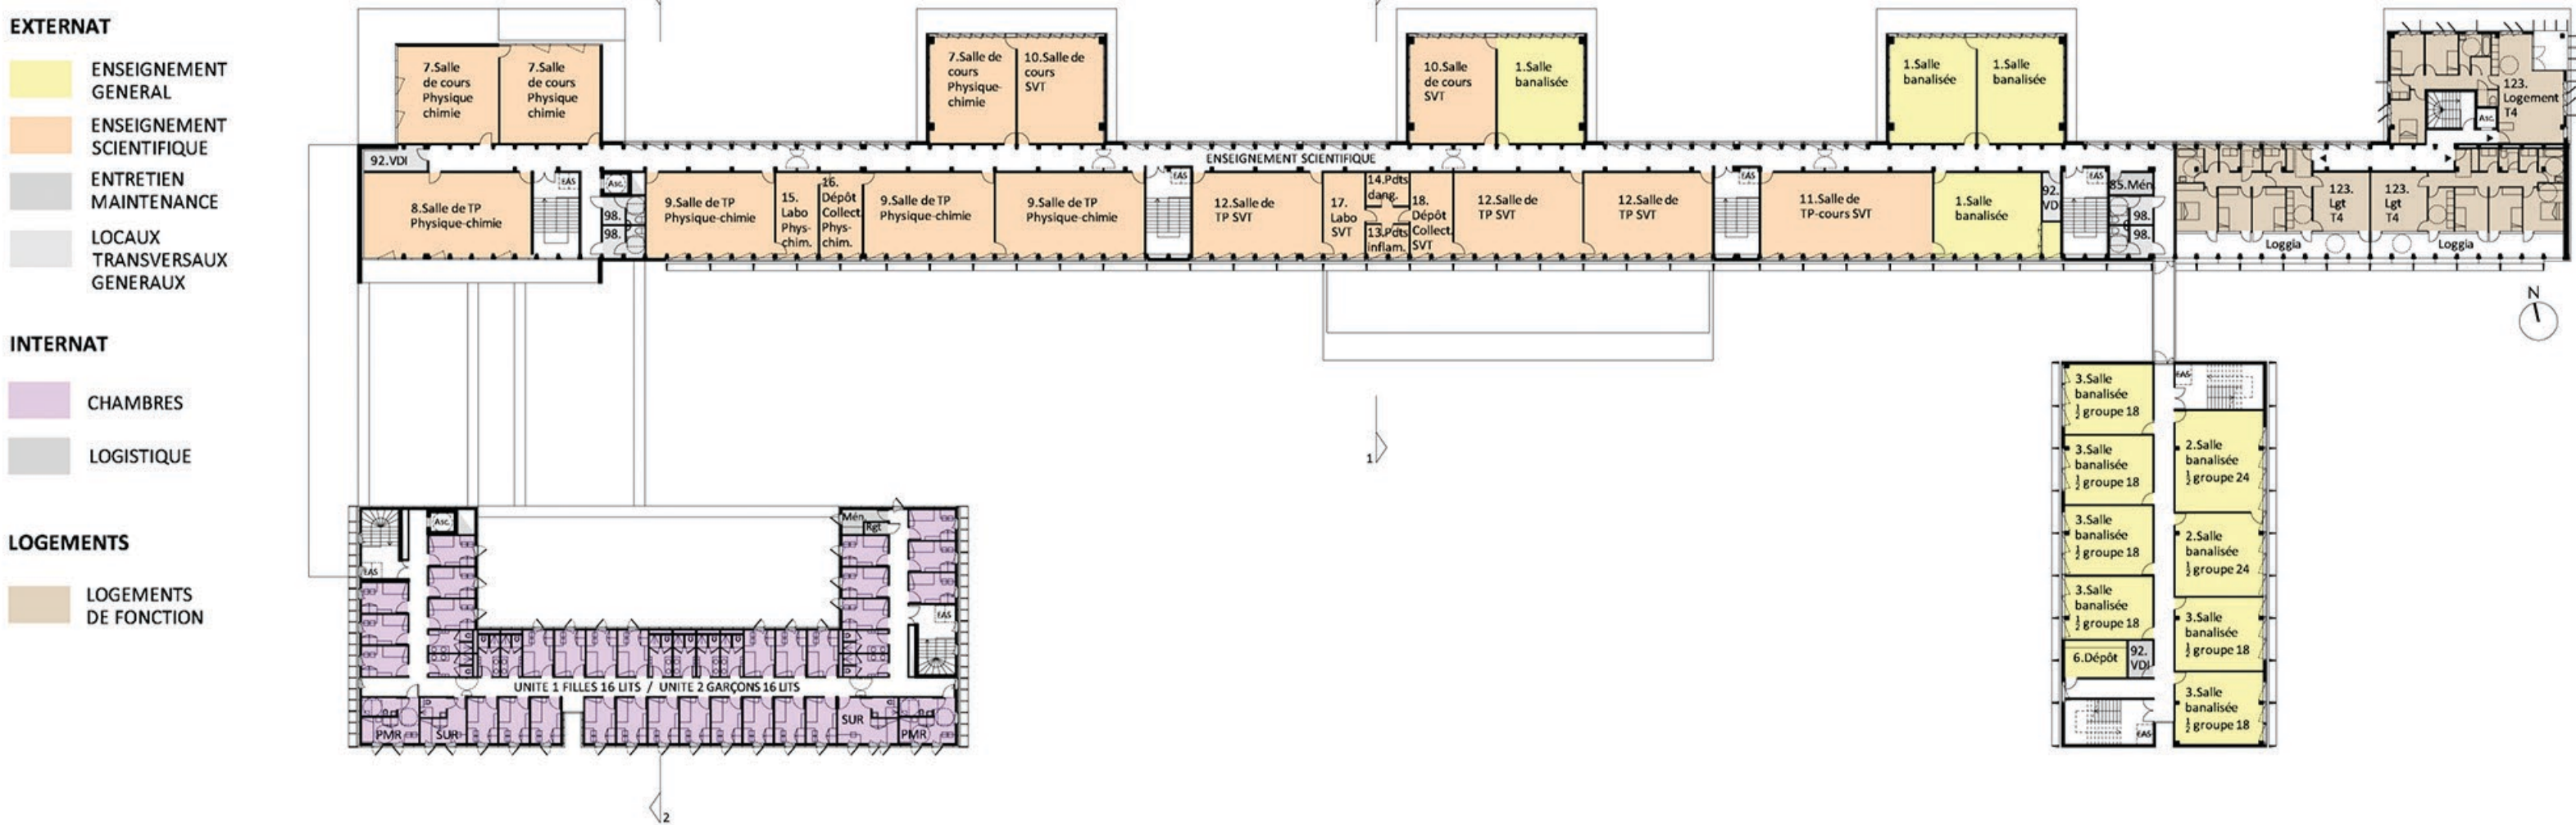 EXTERNAT
ENSEIGNEMENT
GENERAL
ENSEIGNEMENT
SCIENTIFIQUE
ENTRETIEN
MAINTENANCE
LOCAUX
TRANSVERSAUX
GENERAUX
INTERNAT
CHAMBRES
LOGISTIQUE
LOGEMENTS
LOGEMENTS
DE FONCTION
7.Salle
de cours
Physique
chimie
7.Salle
de cours
Physique
chimie
7.Salle de
cours
Physique-
chimie
10.Salle de
cours
SVT
10.Salle
de cours
SVT
1.Salle
banalisée
1.Salle
banalisée
1.Salle
banalisée
123.
Logement
T4
Asc.
92.VDI
ENSEIGNEMENT SCIENTIFIQUE
8.Salle de TP
Physique-chimie
EAS
Asc.
98.
98.
9.Salle de TP
Physique-chimie
15.
Labo
Phys-
chim.
16.
Dépôt
Collect.
Phys-
chim.
9.Salle de TP
Physique-chimie
9.Salle de TP
Physique-chimie
EAS
12.Salle de
TP SVT
17.
Labo
SVT
14.Pdts
dang.
13.Pdts
inflam.
18.
Dépôt
Collect.
SVT
12.Salle de
TP SVT
12.Salle de
TP SVT
EAS
11.Salle de
TP-cours SVT
1.Salle
banalisée
92.
VDI
EAS
85.Mén
98.
98.
123.
Lgt
T4
123.
Lgt
T4
Loggia
Loggia
N
1
3.Salle
banalisée
½ groupe 18
3.Salle
banalisée
½ groupe 18
3.Salle
banalisée
½ groupe 18
3.Salle
banalisée
½ groupe 18
6.Dépôt
92.
VDI
EAS
EAS
2.Salle
banalisée
½ groupe 24
2.Salle
banalisée
½ groupe 24
3.Salle
banalisée
½ groupe 18
3.Salle
banalisée
½ groupe 18
Asc.
EAS
Mén.
Rgt
EAS
UNITE 1 FILLES 16 LITS / UNITE 2 GARÇONS 16 LITS
PMR
SUR
SUR
PMR
2